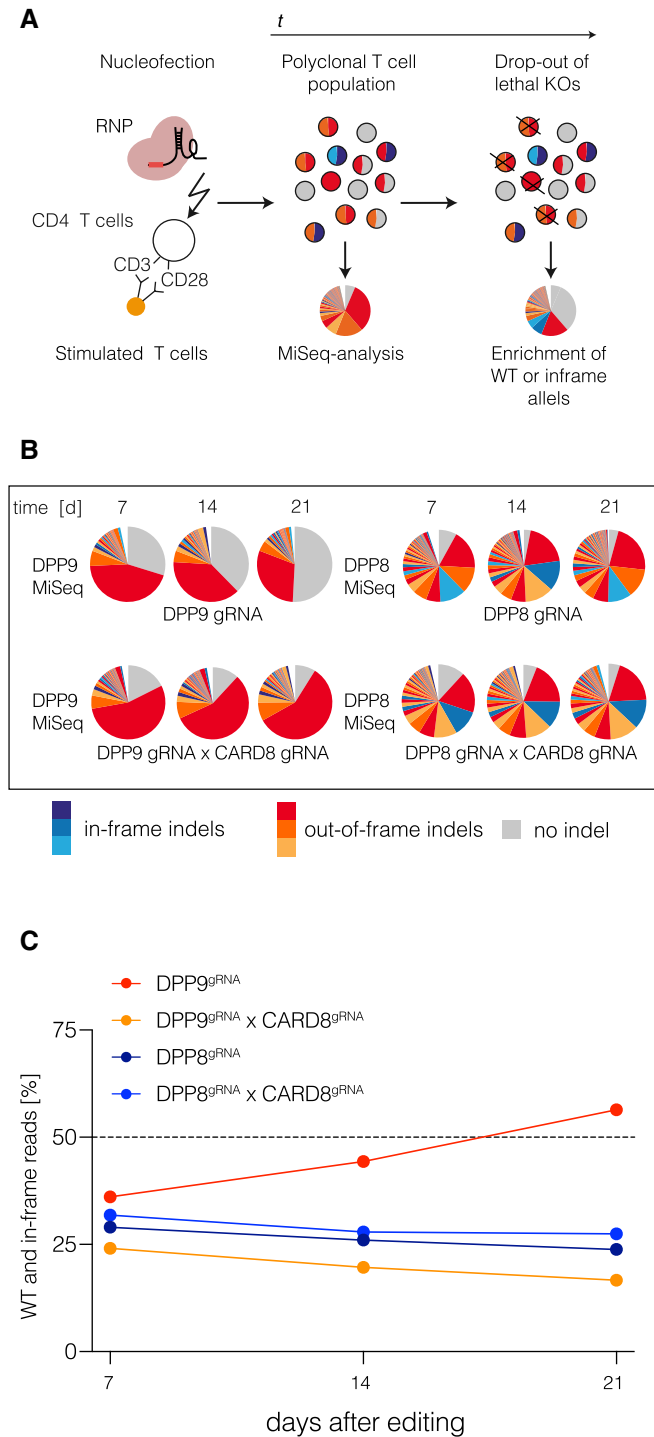 A
t
Nucleofection
Polyclonal T cell
population
Drop-out of
lethal KOs
RNP
CD4 T cells
CD3
CD28
Stimulated T cells
MiSeq-analysis
Enrichment of
WT or inframe
allels
B
time [d] 7 14 21 7 14 21
DPP9
MiSeq
DPP9 gRNA
DPP8
MiSeq
DPP8 gRNA
DPP9
MiSeq
DPP9 gRNA x CARD8 gRNA
DPP8
MiSeq
DPP8 gRNA x CARD8 gRNA
in-frame indels
out-of-frame indels
no indel
C
DPP9gRNA
DPP9gRNA x CARD8gRNA
DPP8gRNA
DPP8gRNA x CARD8gRNA
WT and in-frame reads [%]
75
50
25
0
7 14 21
days after editing